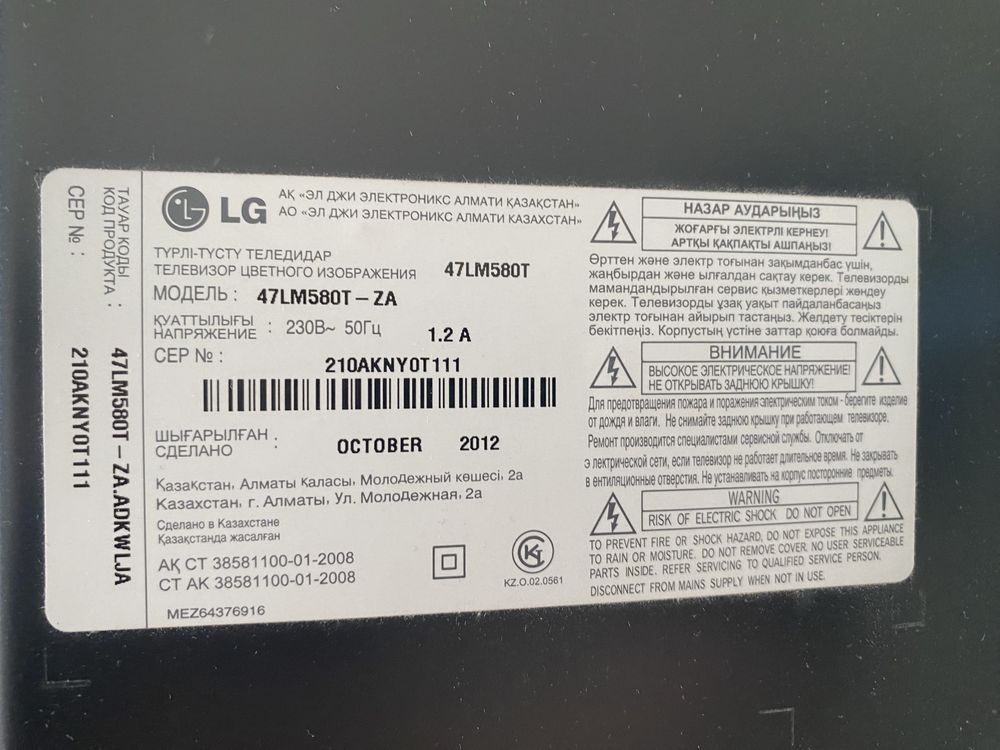 ТАУАР КОДЫ
КОД ПРОДУКТА : 47LM580T-ZA.ADKWLJA
СЕР №: 210AKNY0T111
LG
АҚ «ЭЛ ДЖИ ЭЛЕКТРОНИКС АЛМАТИ ҚАЗАҚСТАН»
АО «ЭЛ ДЖИ ЭЛЕКТРОНИКС АЛМАТИ КАЗАХСТАН»
ТҮРЛІ-ТҮСТҮ ТЕЛЕДИДАР
ТЕЛЕВИЗОР ЦВЕТНОГО ИЗОБРАЖЕНИЯ 47LM580T
МОДЕЛЬ : 47LM580T-ZA
ҚУАТТЫЛЫҒЫ
НАПРЯЖЕНИЕ : 230В~ 50Гц 1.2 A
СЕР № : 210AKNY0T111
ШЫҒАРЫЛҒАН
СДЕЛАНО : OCTOBER 2012
Қазақстан, Алматы қаласы, Молодежный көшесі, 2а
Казахстан, г. Алматы, Ул. Молодежная, 2а
Сделано в Казахстане
Қазақстанда жасалған
АҚ СТ 38581100-01-2008
СТ АК 38581100-01-2008
KZ.O.02.0561
MEZ64376916
НАЗАР АУДАРЫҢЫЗ
ЖОҒАРҒЫ ЭЛЕКТРЛІ КЕРНЕУ!
АРТҚЫ ҚАҚПАҚТЫ АШПАҢЫЗ!
Өрттен және электр тоғынан зақымданбас үшін,
жаңбырдан және ылғалдан сақтау керек. Телевизорды
мамандандырылған сервис қызметкерлері жөндеу
керек. Телевизорды ұзақ уақыт пайдаланбасаңыз
электр тоғынан айырып тастаңыз. Желдету тесіктерін
бекітпеңіз. Корпустың үстіне заттар қоюға болмайды.
ВНИМАНИЕ
ВЫСОКОЕ ЭЛЕКТРИЧЕСКОЕ НАПРЯЖЕНИЕ!
НЕ ОТКРЫВАТЬ ЗАДНЮЮ КРЫШКУ!
Для предотвращения пожара и поражения электрическим током - берегите изделие
от дождя и влаги. Не снимайте заднюю крышку при работающем телевизоре.
Ремонт производится специалистами сервисной службы. Отключать от
э лектрической сети, если телевизор не работает длительное время. Не закрывать
в ентиляционные отверстия. Не устанавливать на корпус посторонние предметы.
WARNING
RISK OF ELECTRIC SHOCK DO NOT OPEN
TO PREVENT FIRE OR SHOCK HAZARD, DO NOT EXPOSE THIS APPLIANCE
TO RAIN OR MOISTURE. DO NOT REMOVE COVER. NO USER SERVICEABLE
PARTS INSIDE. REFER SERVICING TO QUALIFIED SERVICE PERSON.
DISCONNECT FROM MAINS SUPPLY WHEN NOT IN USE.